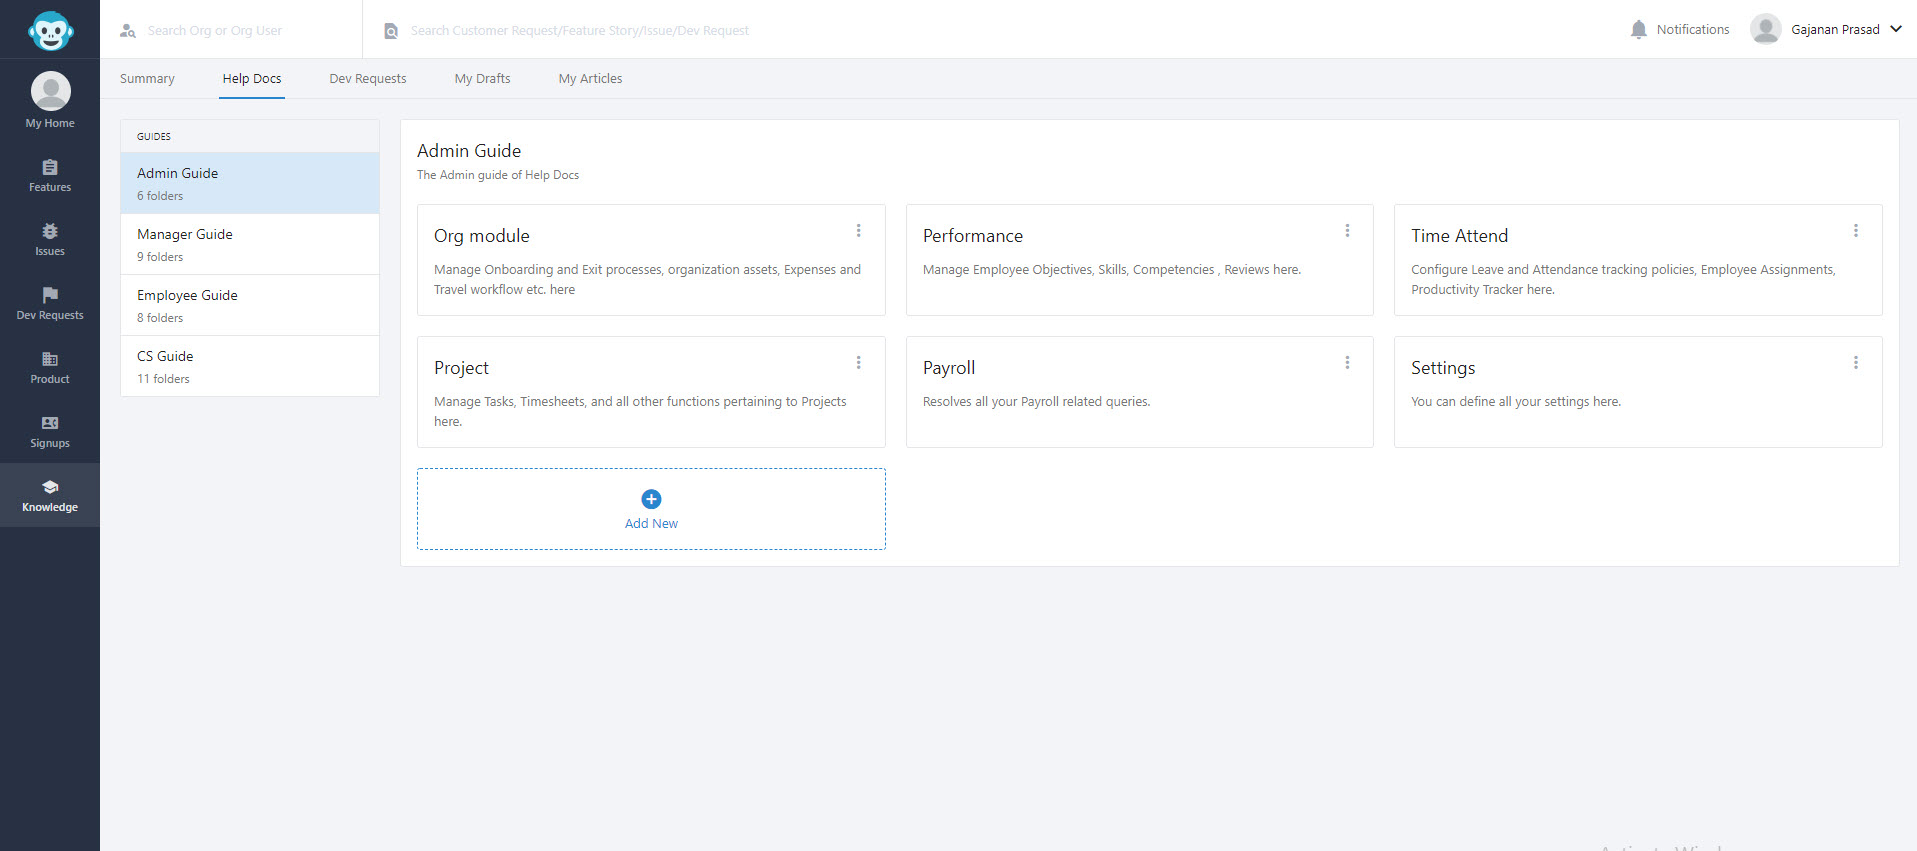 Search Org or Org User
Search Customer Request/Feature Story/Issue/Dev Request
Notifications
Gajanan Prasad
My Home
Features
Issues
Dev Requests
Product
Signups
Knowledge
Summary
Help Docs
Dev Requests
My Drafts
My Articles
GUIDES
Admin Guide
6 folders
Manager Guide
9 folders
Employee Guide
8 folders
CS Guide
11 folders
Admin Guide
The Admin guide of Help Docs
Org module
Manage Onboarding and Exit processes, organization assets, Expenses and
Travel workflow etc. here
Performance
Manage Employee Objectives, Skills, Competencies , Reviews here.
Time Attend
Configure Leave and Attendance tracking policies, Employee Assignments,
Productivity Tracker here.
Project
Manage Tasks, Timesheets, and all other functions pertaining to Projects
here.
Payroll
Resolves all your Payroll related queries.
Settings
You can define all your settings here.
Add New